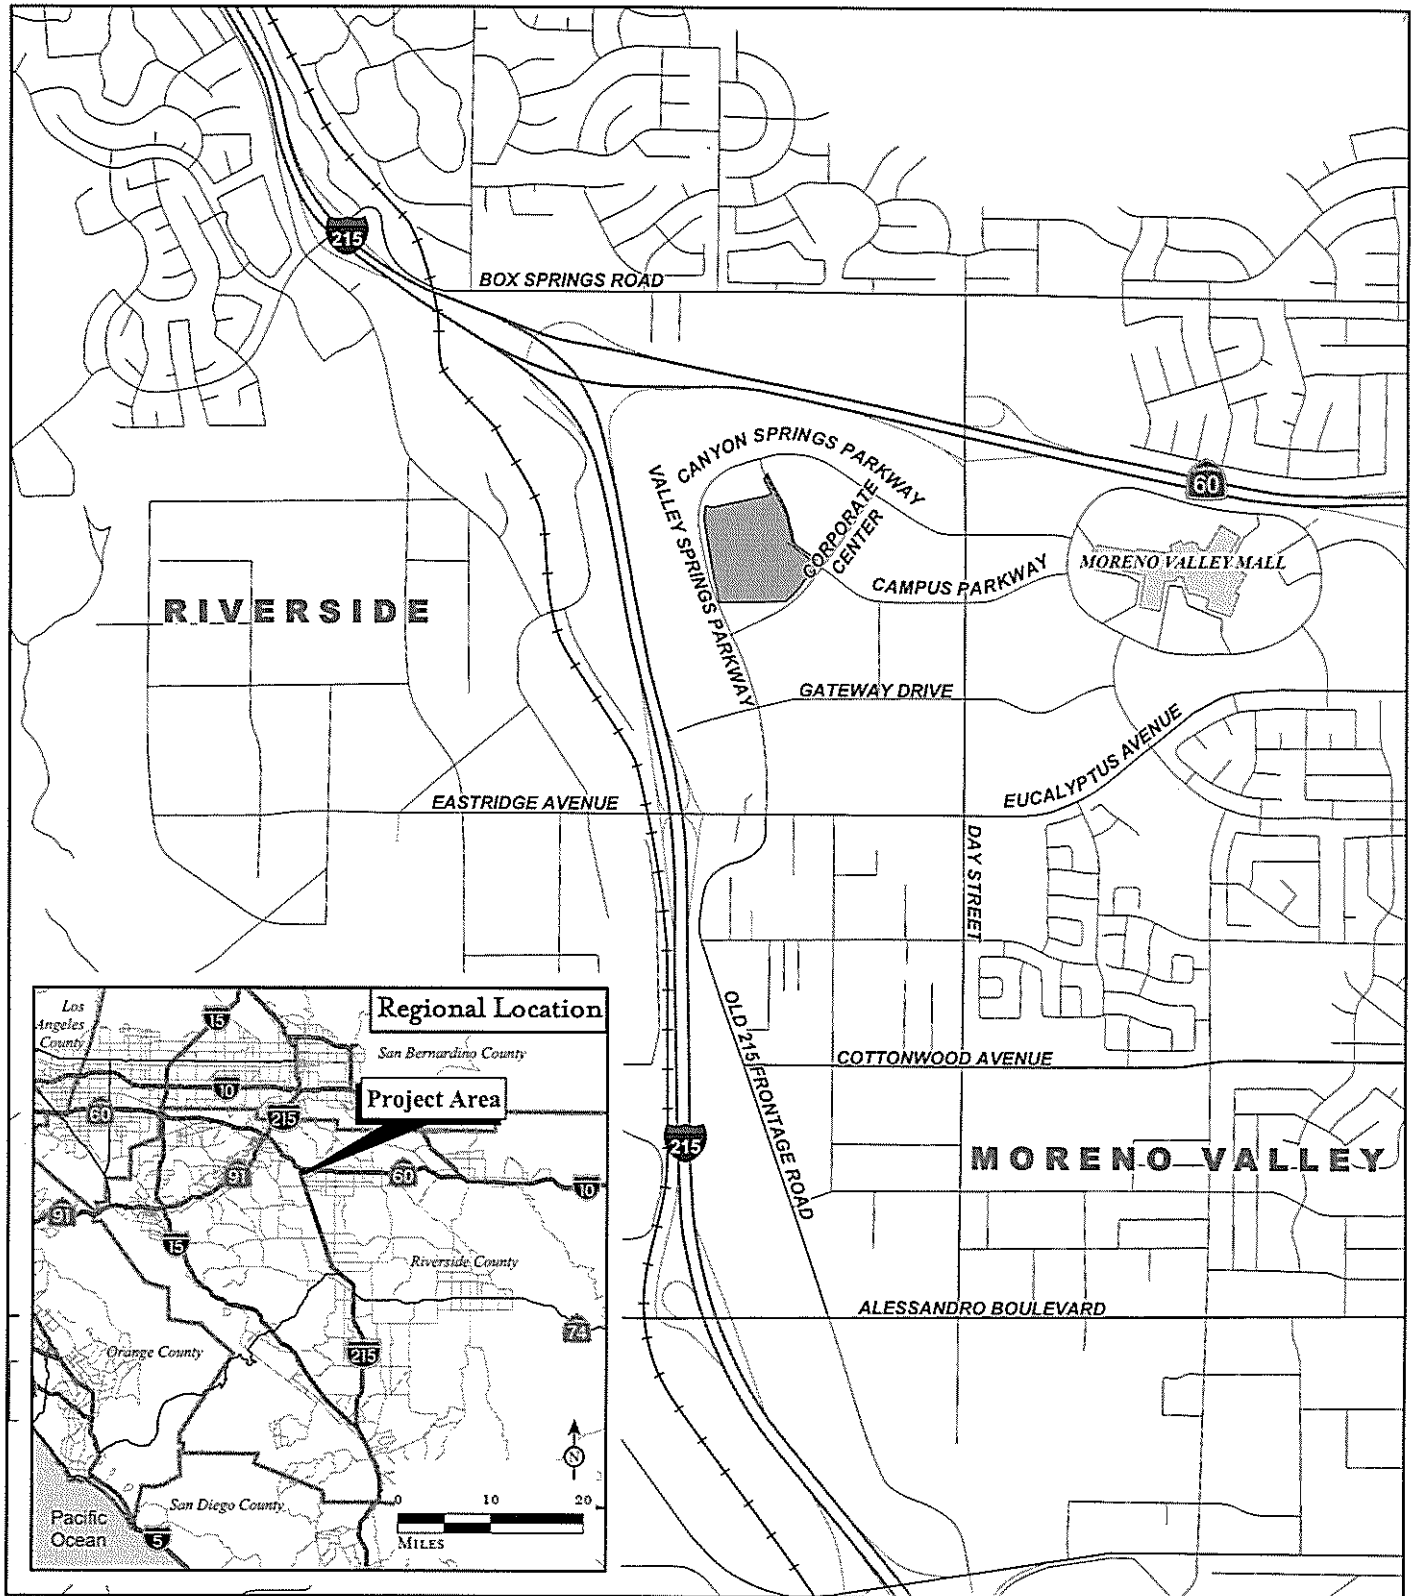 215
BOX SPRINGS ROAD
CANYON SPRINGS PARKWAY
VALLEY SPRINGS PARKWAY
CORPORATE
CENTER
60
MORENO VALLEY MALL
CAMPUS PARKWAY
RIVERSIDE
GATEWAY DRIVE
EUCALYPTUS AVENUE
EASTRIDGE AVENUE
DAY STREET
OLD 215 FRONTAGE ROAD
COTTONWOOD AVENUE
215
MORENO VALLEY
ALESSANDRO BOULEVARD
Regional Location
Los
Angeles
County
15
San Bernardino County
10
Project Area
60
215
91
60
10
91
15
Riverside County
74
Orange County
215
N
San Diego County
0 10 20
MILES
Pacific
Ocean
5